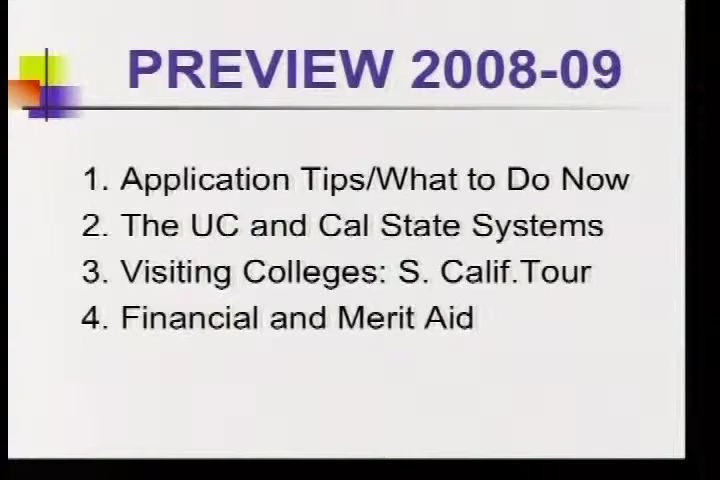 PREVIEW 2008-09
1. Application Tips/What to Do Now
2. The UC and Cal State Systems
3. Visiting Colleges: S. Calif.Tour
4. Financial and Merit Aid